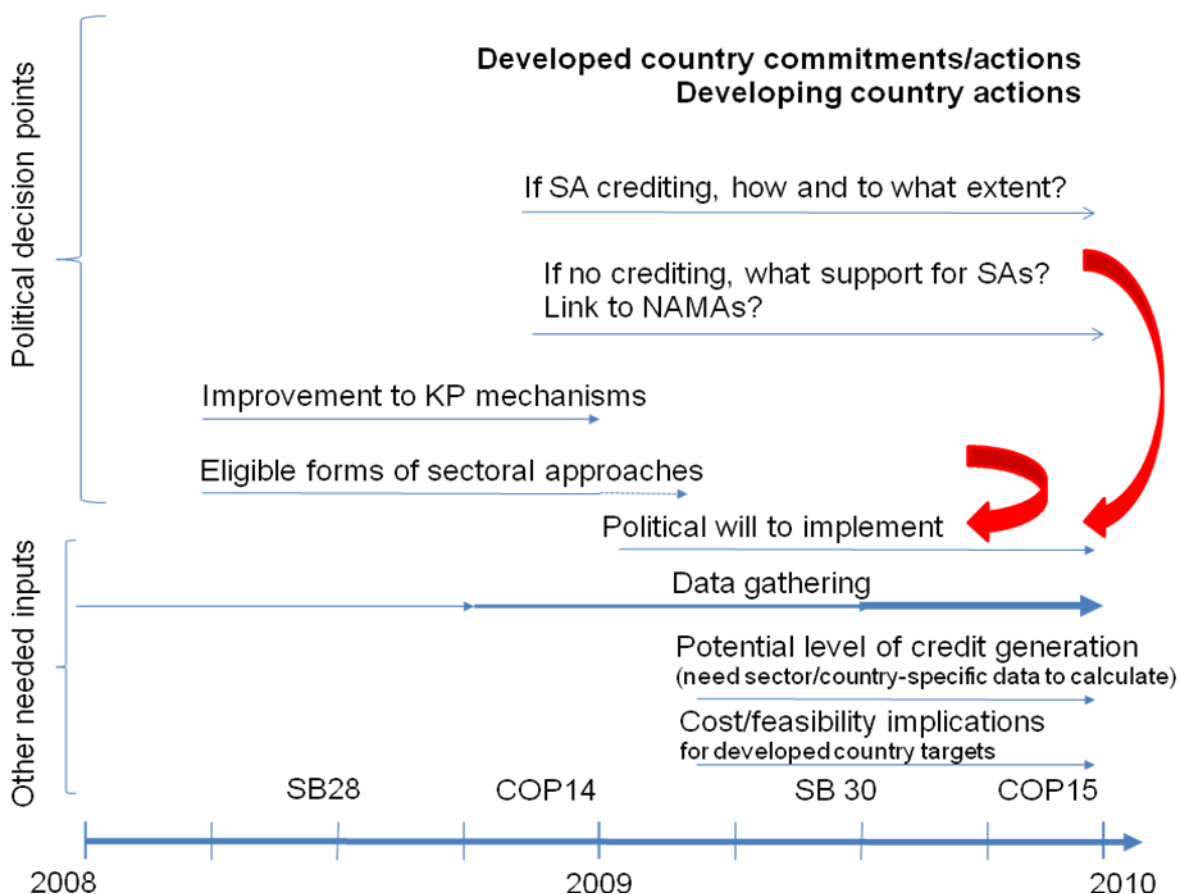 Political decision points
Developed country commitments/actions
Developing country actions
If SA crediting, how and to what extent?
If no crediting, what support for SAs?
Link to NAMAs?
Improvement to KP mechanisms
Eligible forms of sectoral approaches
Other needed inputs
Political will to implement
Data gathering
Potential level of credit generation
(need sector/country-specific data to calculate)
Cost/feasibility implications
for developed country targets
SB28 COP14 SB 30 COP15
2008 2009 2010